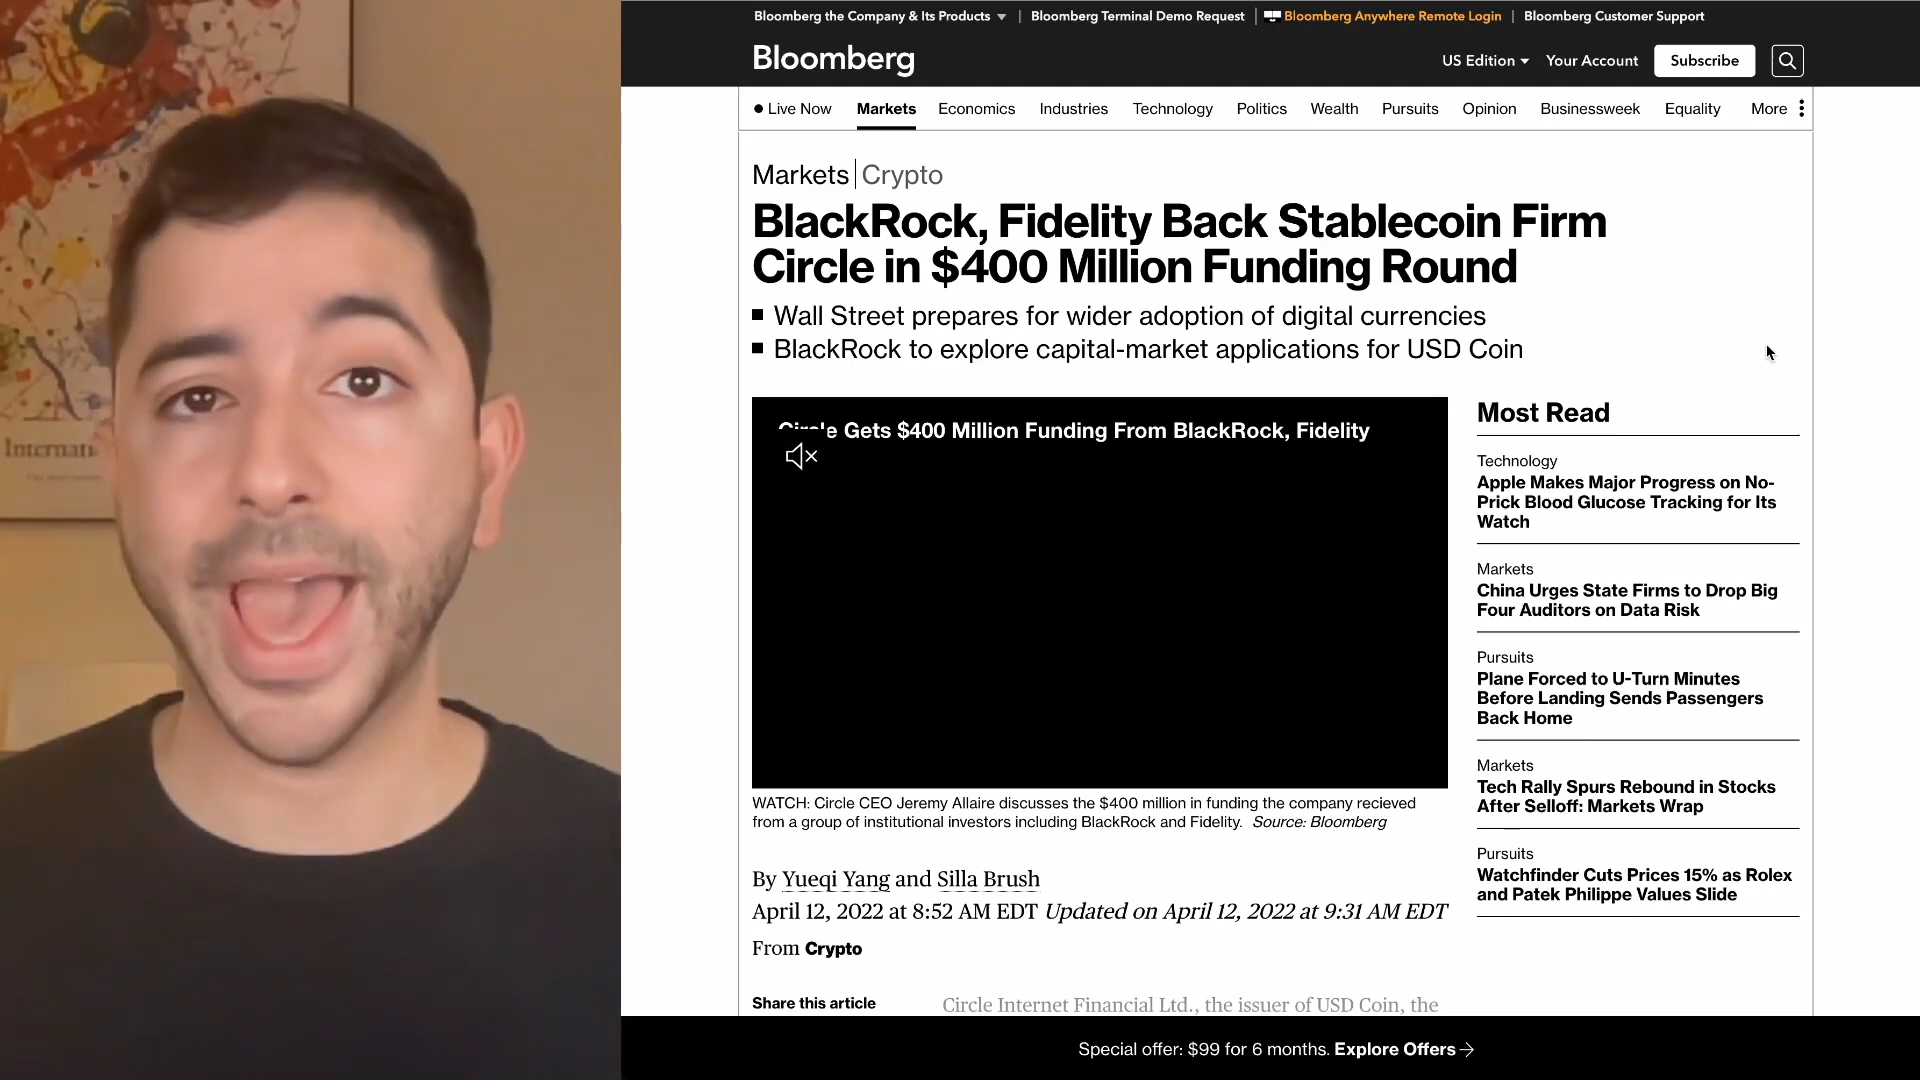 Internati
Bloomberg the Company & Its Products
Bloomberg Terminal Demo Request
Bloomberg Anywhere Remote Login
Bloomberg Customer Support
Bloomberg
US Edition
Your Account
Subscribe
Live Now
Markets
Economics
Industries
Technology
Politics
Wealth
Pursuits
Opinion
Businessweek
Equality
More
Markets | Crypto
BlackRock, Fidelity Back Stablecoin Firm
Circle in $400 Million Funding Round
Wall Street prepares for wider adoption of digital currencies
BlackRock to explore capital-market applications for USD Coin
Circle Gets $400 Million Funding From BlackRock, Fidelity
WATCH: Circle CEO Jeremy Allaire discusses the $400 million in funding the company recieved
from a group of institutional investors including BlackRock and Fidelity. Source: Bloomberg
By Yueqi Yang and Silla Brush
April 12, 2022 at 8:52 AM EDT Updated on April 12, 2022 at 9:31 AM EDT
From Crypto
Share this article
Circle Internet Financial Ltd., the issuer of USD Coin, the
Most Read
Technology
Apple Makes Major Progress on No-
Prick Blood Glucose Tracking for Its
Watch
Markets
China Urges State Firms to Drop Big
Four Auditors on Data Risk
Pursuits
Plane Forced to U-Turn Minutes
Before Landing Sends Passengers
Back Home
Markets
Tech Rally Spurs Rebound in Stocks
After Selloff: Markets Wrap
Pursuits
Watchfinder Cuts Prices 15% as Rolex
and Patek Philippe Values Slide
Special offer: $99 for 6 months. Explore Offers